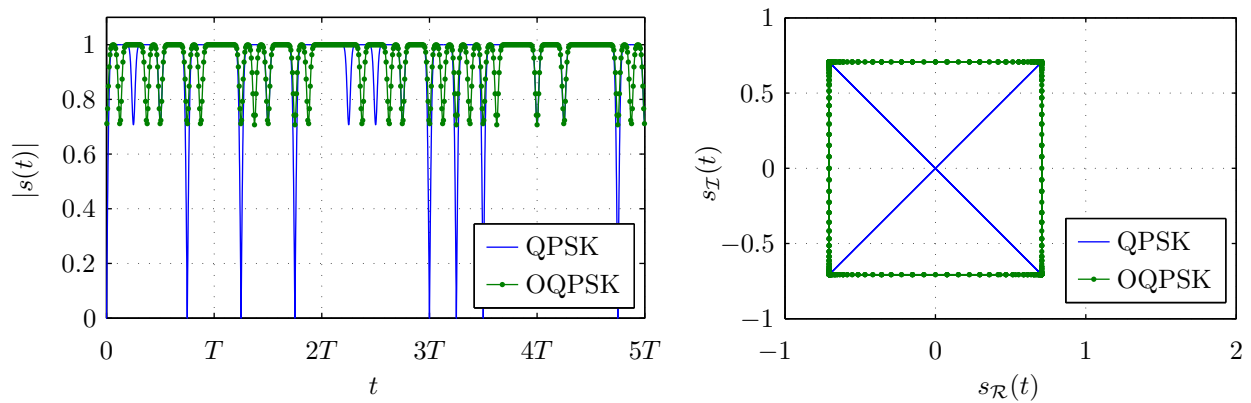 1
0.8
0.6
0.4
0.2
0
|s(t)|
0 T 2T 3T 4T 5T
t
QPSK
OQPSK
1
0.5
0
−0.5
−1
s_ℐ(t)
−1 0 1 2
s_ℛ(t)
QPSK
OQPSK